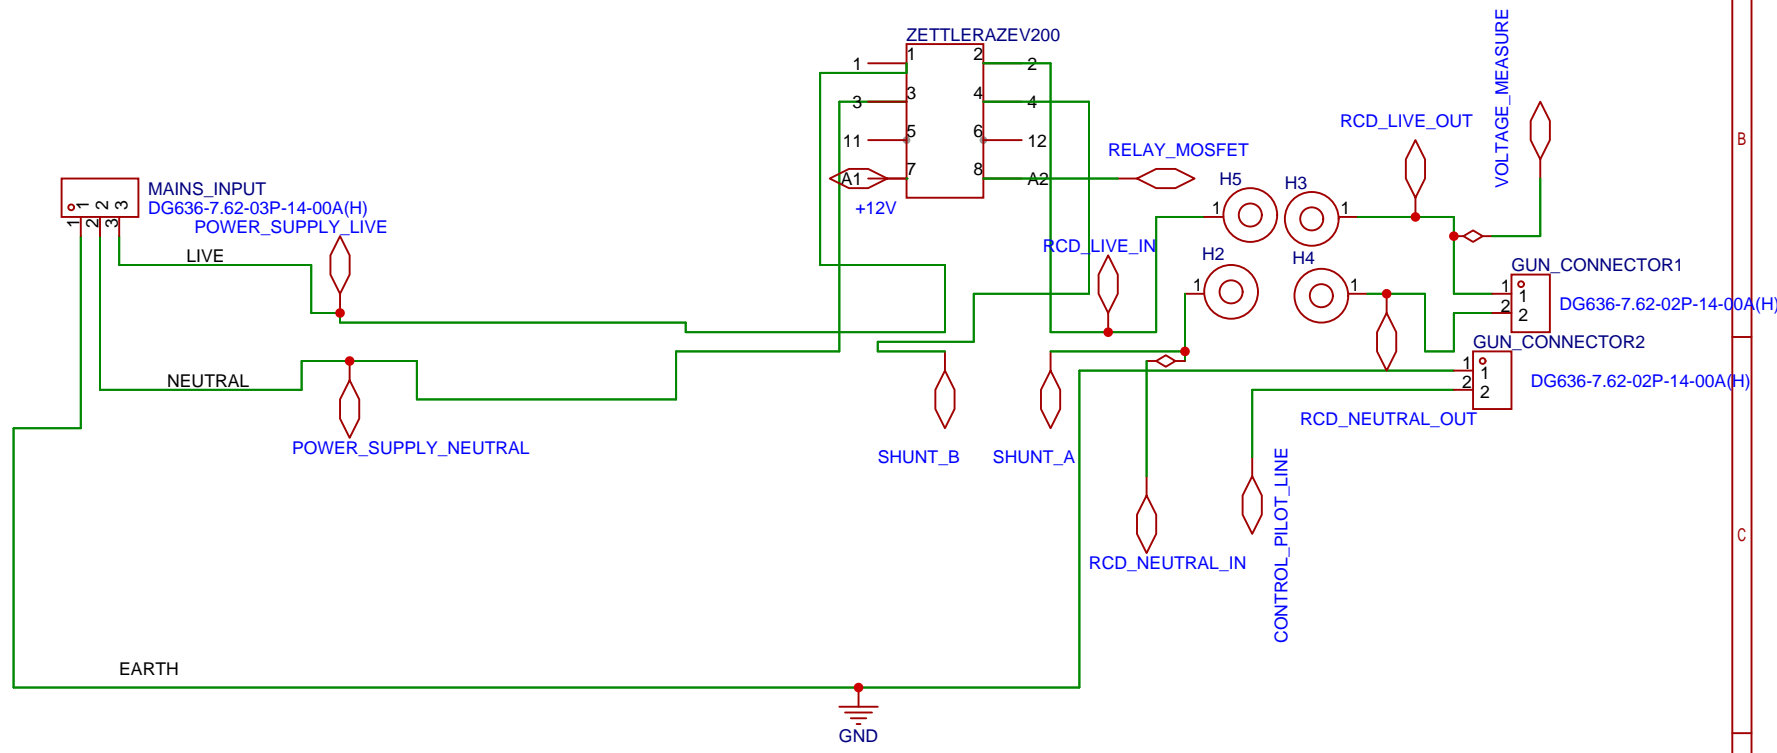 ZETTLERAZEV200
1 1 2 2
3 3 4 4
11 5 6 12
A1 7 8 A2
+12V
RELAY_MOSFET
VOLTAGE_MEASURE
RCD_LIVE_OUT
B
MAINS_INPUT
DG636-7.62-03P-14-00A(H)
1 2 3
1 2 3
POWER_SUPPLY_LIVE
LIVE
H5
1
H3
1
RCD_LIVE_IN
H2
1
H4
1
GUN_CONNECTOR1
DG636-7.62-02P-14-00A(H)
1 1
2 2
GUN_CONNECTOR2
DG636-7.62-02P-14-00A(H)
1 1
2 2
NEUTRAL
POWER_SUPPLY_NEUTRAL
SHUNT_B
SHUNT_A
RCD_NEUTRAL_OUT
RCD_NEUTRAL_IN
CONTROL_PILOT_LINE
C
EARTH
GND